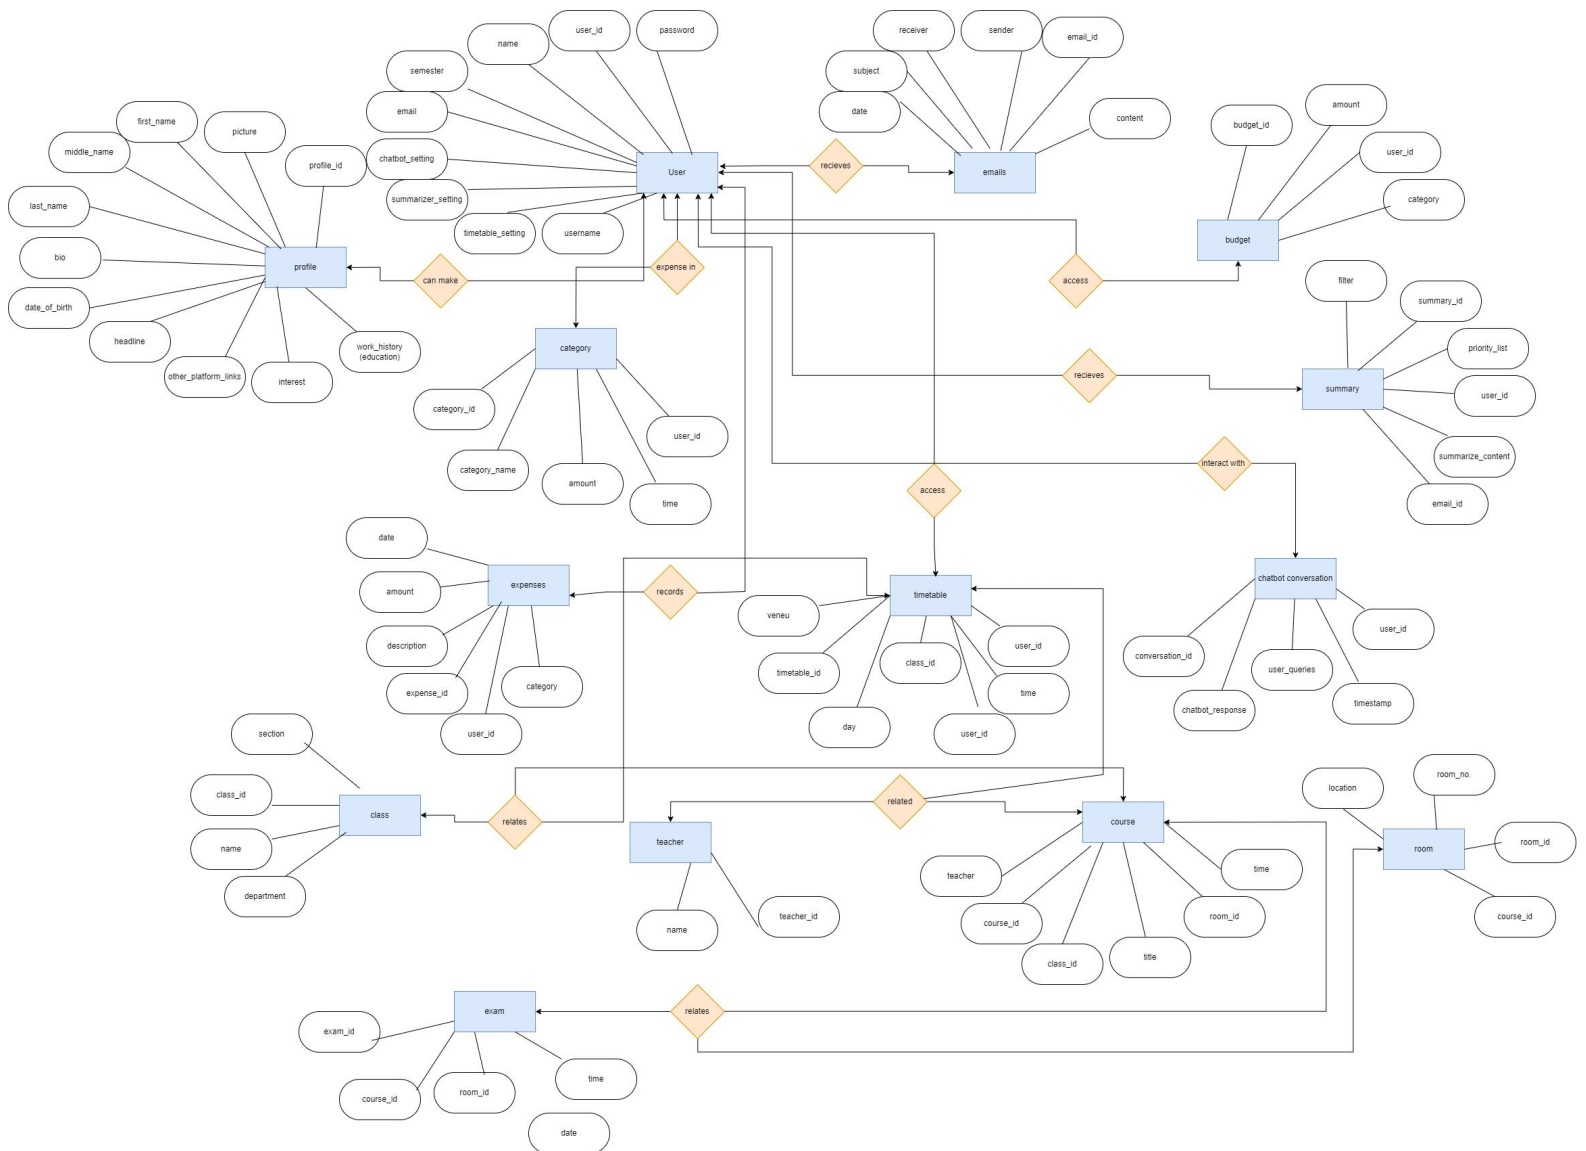 user_id
password
name
receiver
sender
email_id
semester
subject
email
date
content
first_name
picture
middle_name
profile_id
chatbot_setting
summarizer_setting
timetable_setting
username
User
recieves
emails
budget_id
amount
user_id
category
budget
last_name
bio
date_of_birth
headline
other_platform_links
interest
work_history
(education)
profile
can make
expense in
access
filter
summary_id
priority_list
user_id
summarize_content
email_id
summary
recieves
category
category_id
category_name
amount
time
user_id
interact with
access
date
amount
description
expense_id
user_id
category
expenses
records
timetable
veneu
timetable_id
day
class_id
user_id
time
user_id
chatbot conversation
conversation_id
chatbot_response
user_queries
timestamp
user_id
section
class_id
name
department
class
relates
related
teacher
name
teacher_id
course
teacher
course_id
class_id
title
room_id
time
location
room_no.
room_id
course_id
room
exam
relates
exam_id
course_id
room_id
time
date